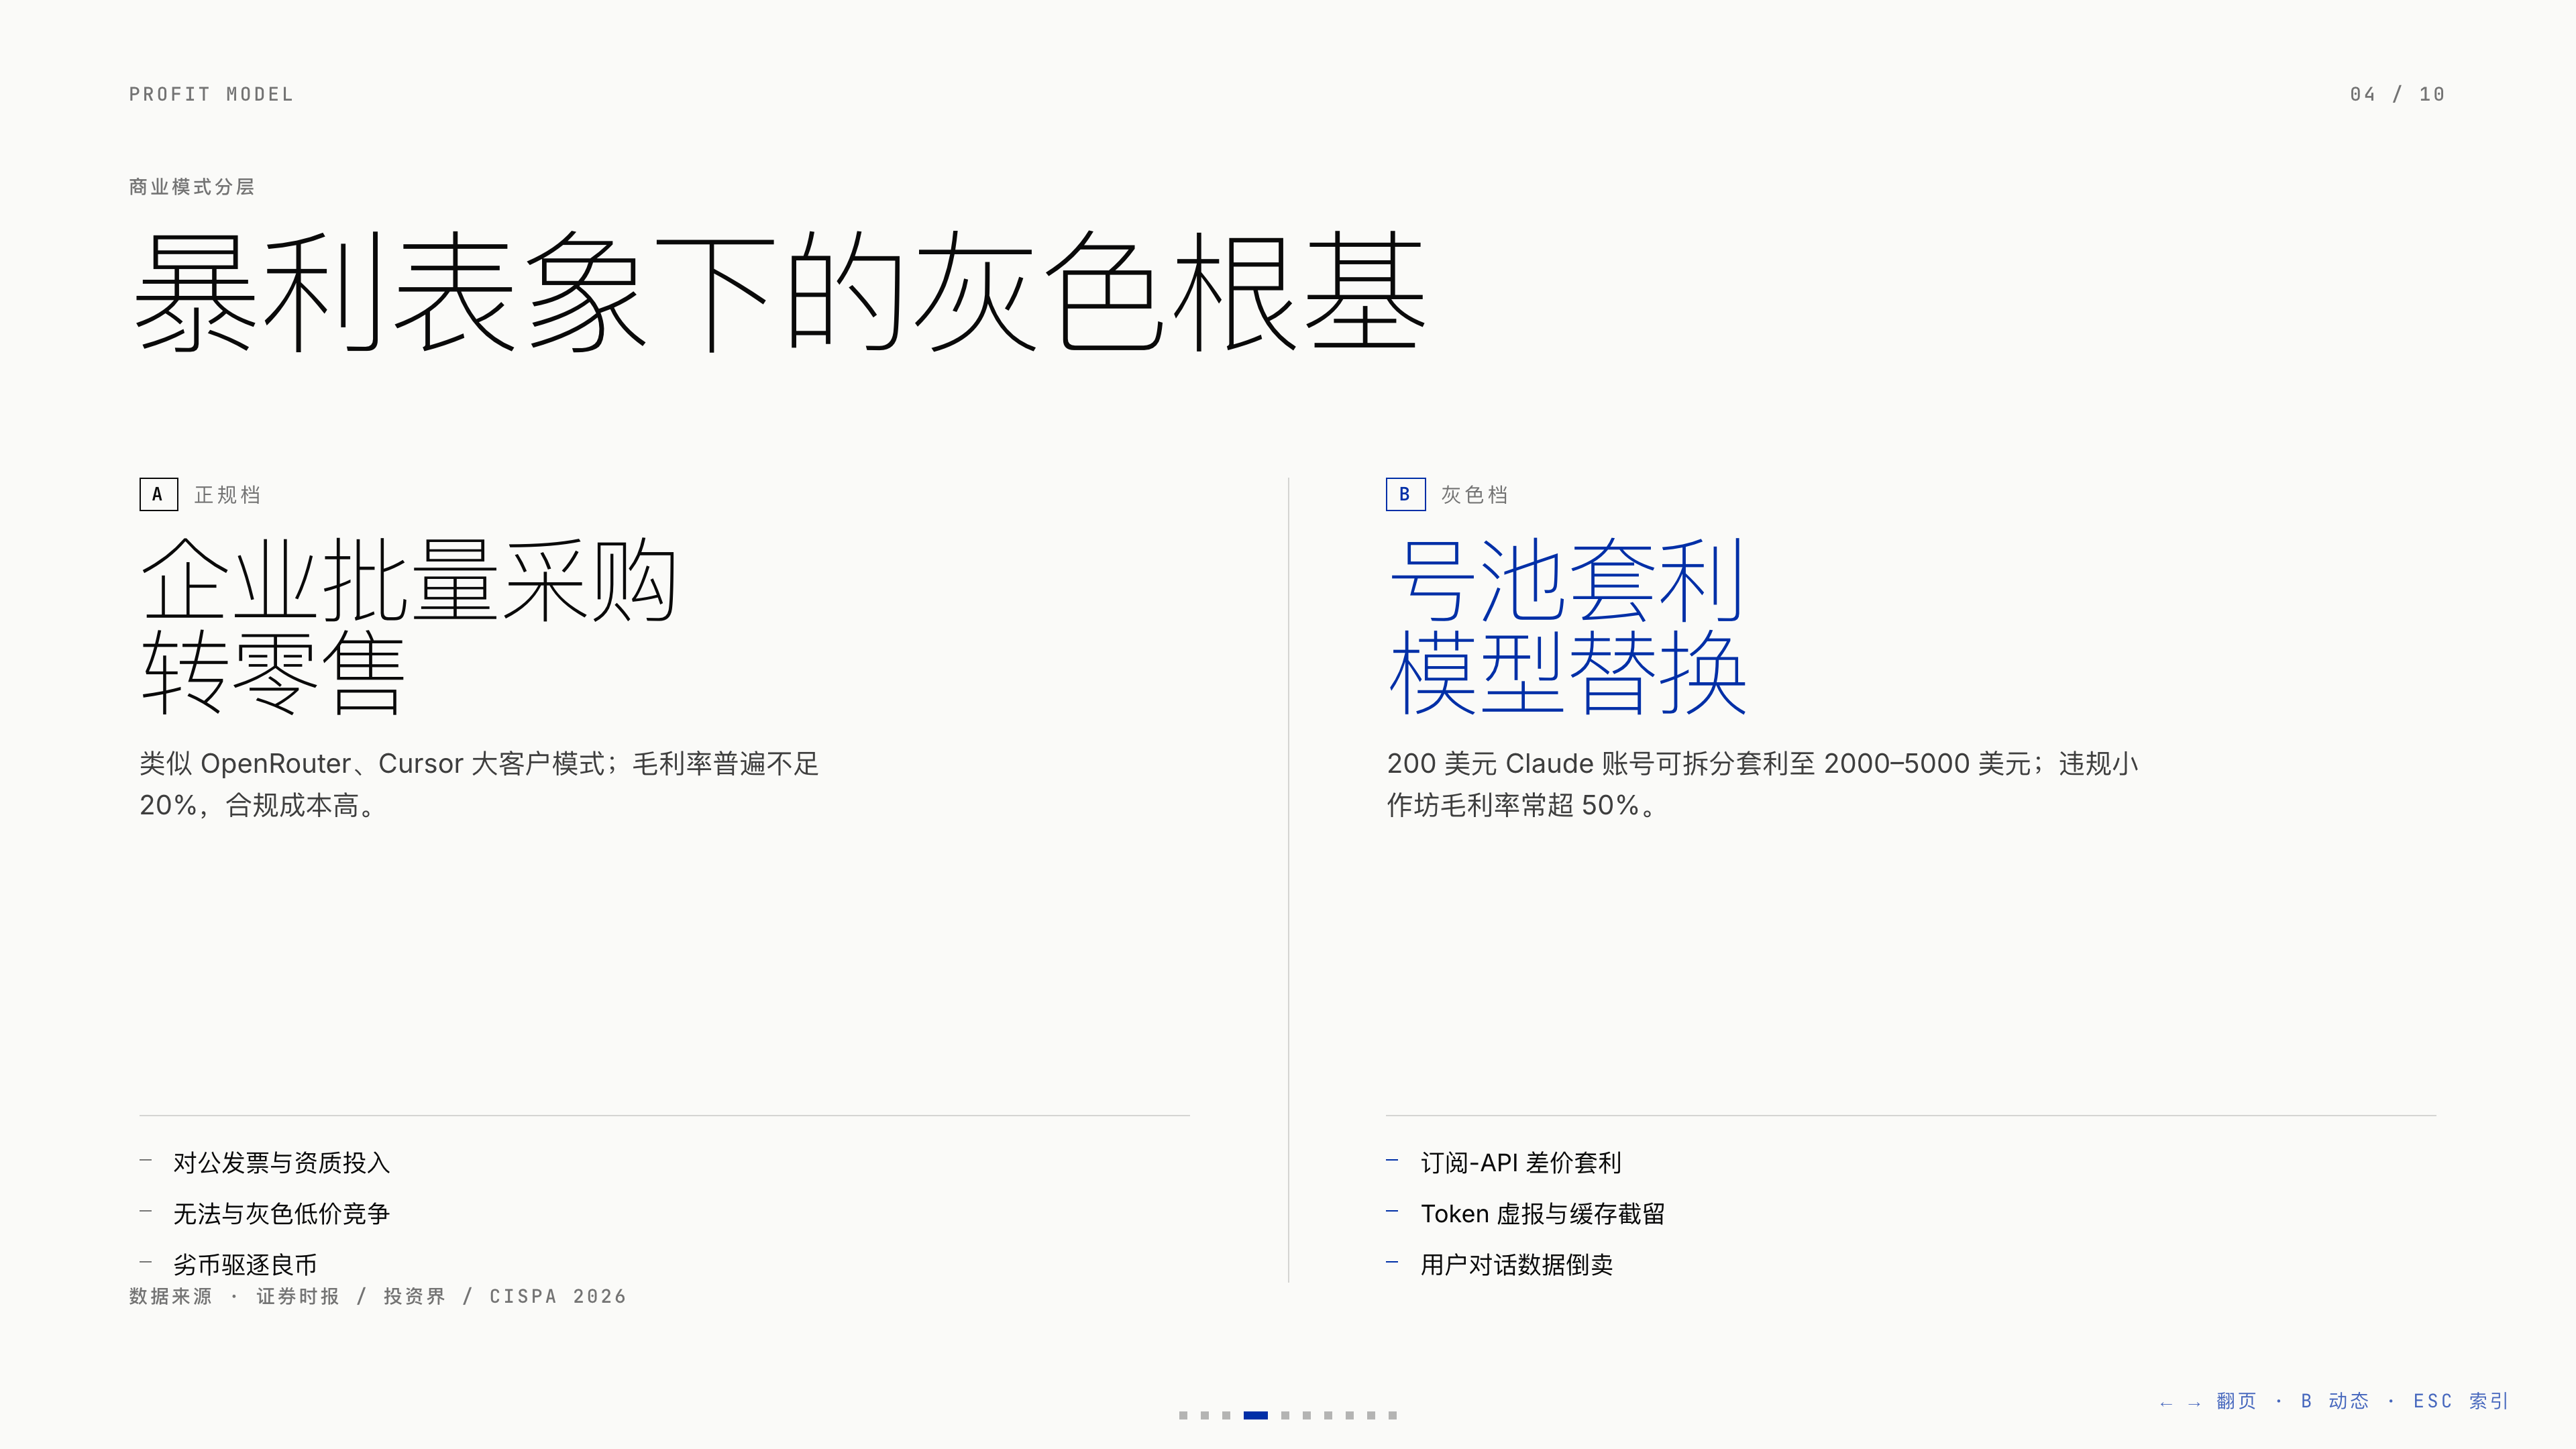 PROFIT MODEL
04 / 10
商业模式分层
暴利表象下的灰色根基
A 正规档
企业批量采购
转零售
类似 OpenRouter、Cursor 大客户模式；毛利率普遍不足
20%，合规成本高。
— 对公发票与资质投入
— 无法与灰色低价竞争
— 劣币驱逐良币
B 灰色档
号池套利
模型替换
200 美元 Claude 账号可拆分套利至 2000–5000 美元；违规小
作坊毛利率常超 50%。
— 订阅-API 差价套利
— Token 虚报与缓存截留
— 用户对话数据倒卖
数据来源 · 证券时报 / 投资界 / CISPA 2026
← → 翻页 · B 动态 · ESC 索引